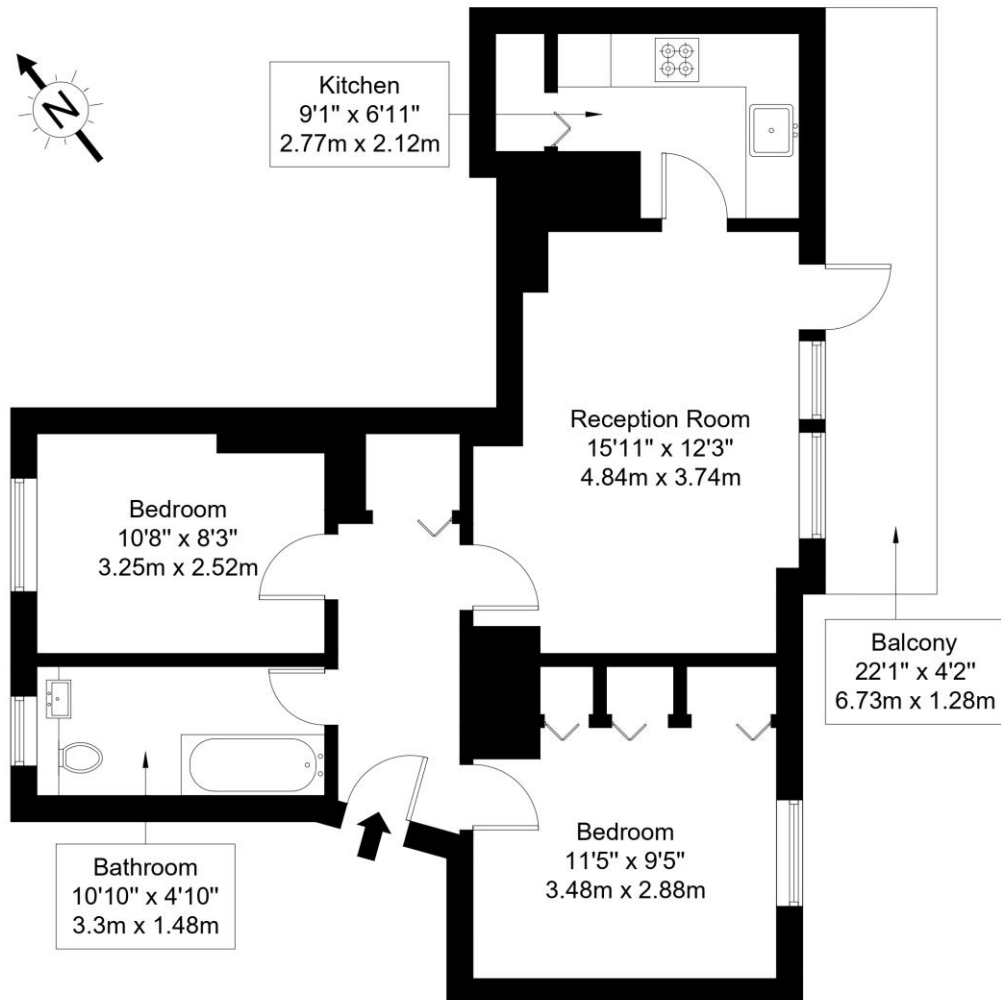 N
Kitchen
9'1" x 6'11"
2.77m x 2.12m
Reception Room
15'11" x 12'3"
4.84m x 3.74m
Bedroom
10'8" x 8'3"
3.25m x 2.52m
Balcony
22'1" x 4'2"
6.73m x 1.28m
Bedroom
11'5" x 9'5"
3.48m x 2.88m
Bathroom
10'10" x 4'10"
3.3m x 1.48m